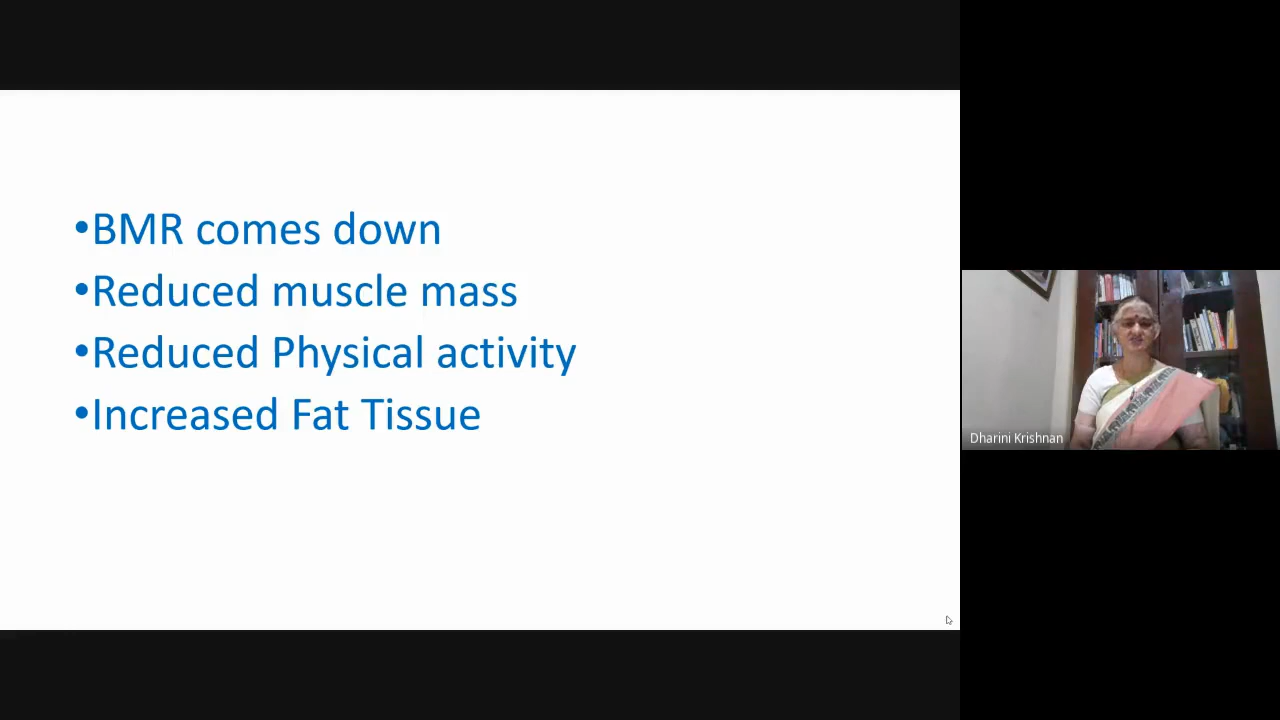 •BMR comes down
•Reduced muscle mass
•Reduced Physical activity
•Increased Fat Tissue
Dharini Krishnan